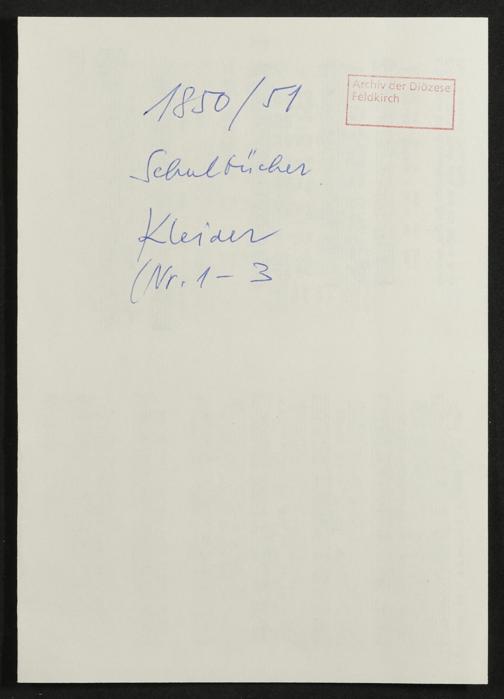 1850/51
Archiv der Diözese
Feldkirch
Schulbücher
Kleider
(Nr. 1 - 3